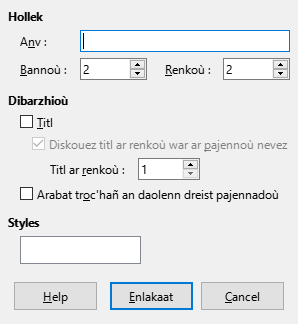 Hollek
Anv :
Bannoù : 2 Renkoù : 2
Dibarzhioù
Titl
Diskouez titl ar renkoù war ar pajennoù nevez
Titl ar renkoù : 1
Arabat troc'hañ an daolenn dreist pajennadoù
Styles
Help Enlakaat Cancel